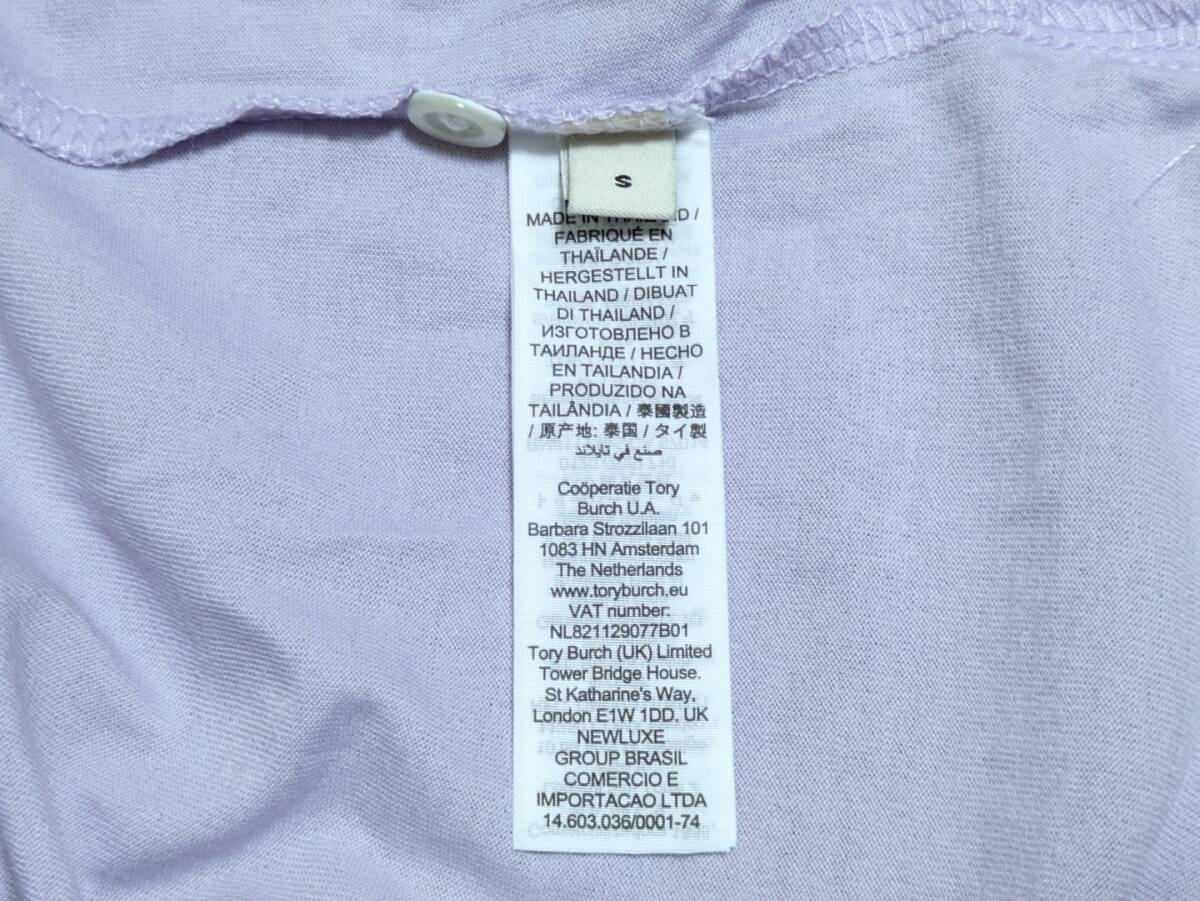 S
MADE IN THAILAND /
FABRIQUÉ EN
THAÏLANDE /
HERGESTELLT IN
THAILAND / DIBUAT
DI THAILAND /
ИЗГОТОВЛЕНО В
ТАИЛАНДЕ / HECHO
EN TAILANDIA /
PRODUZIDO NA
TAILÂNDIA / 泰國製造
/ 原产地: 泰国 / タイ製
صنع في تايلاند
Coöperatie Tory
Burch U.A.
Barbara Strozzilaan 101
1083 HN Amsterdam
The Netherlands
www.toryburch.eu
VAT number:
NL821129077B01
Tory Burch (UK) Limited
Tower Bridge House.
St Katharine's Way,
London E1W 1DD. UK
NEWLUXE
GROUP BRASIL
COMERCIO E
IMPORTACAO LTDA
14.603.036/0001-74